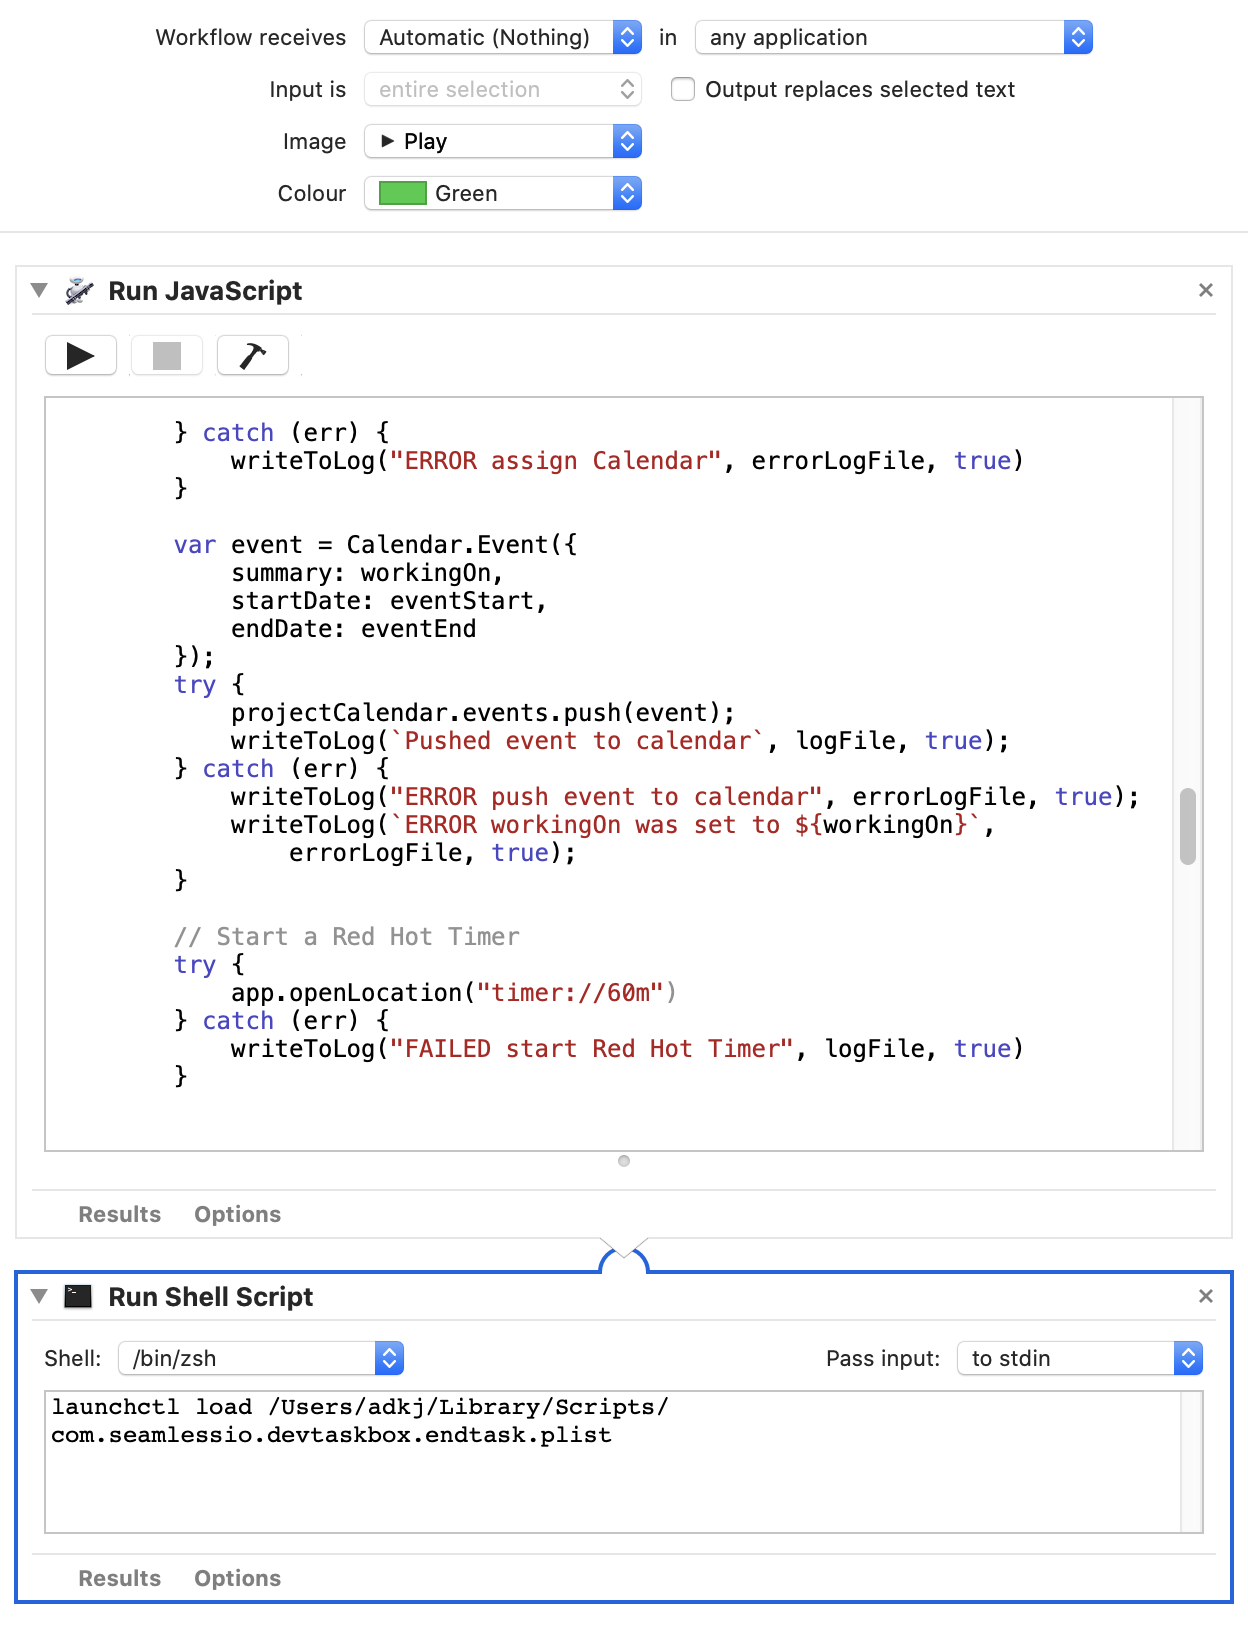 Workflow receives Automatic (Nothing) in any application
Input is entire selection Output replaces selected text
Image Play
Colour Green
Run JavaScript
} catch (err) {
writeToLog("ERROR assign Calendar", errorLogFile, true)
}
var event = Calendar.Event({
summary: workingOn,
startDate: eventStart,
endDate: eventEnd
});
try {
projectCalendar.events.push(event);
writeToLog(`Pushed event to calendar`, logFile, true);
} catch (err) {
writeToLog("ERROR push event to calendar", errorLogFile, true);
writeToLog(`ERROR workingOn was set to ${workingOn}`,
errorLogFile, true);
}
// Start a Red Hot Timer
try {
app.openLocation("timer://60m")
} catch (err) {
writeToLog("FAILED start Red Hot Timer", logFile, true)
}
Results Options
Run Shell Script
Shell: /bin/zsh Pass input: to stdin
launchctl load /Users/adkj/Library/Scripts/
com.seamlessio.devtaskbox.endtask.plist
Results Options